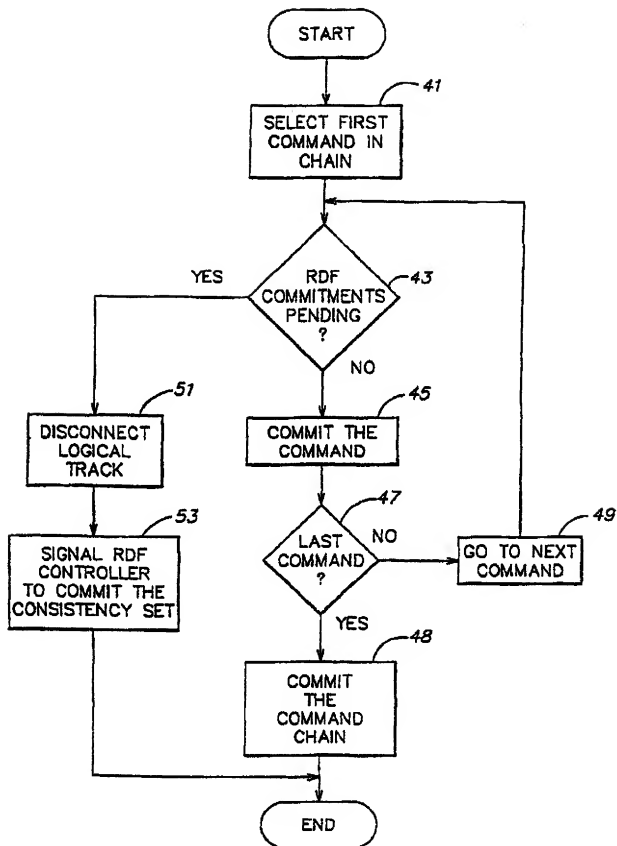 START
41
SELECT FIRST
COMMAND IN
CHAIN
YES
RDF
COMMITMENTS
PENDING
?
43
NO
51
DISCONNECT
LOGICAL
TRACK
45
COMMIT THE
COMMAND
53
SIGNAL RDF
CONTROLLER
TO COMMIT THE
CONSISTENCY SET
47
LAST
COMMAND
?
NO
49
GO TO NEXT
COMMAND
YES
48
COMMIT
THE
COMMAND
CHAIN
END